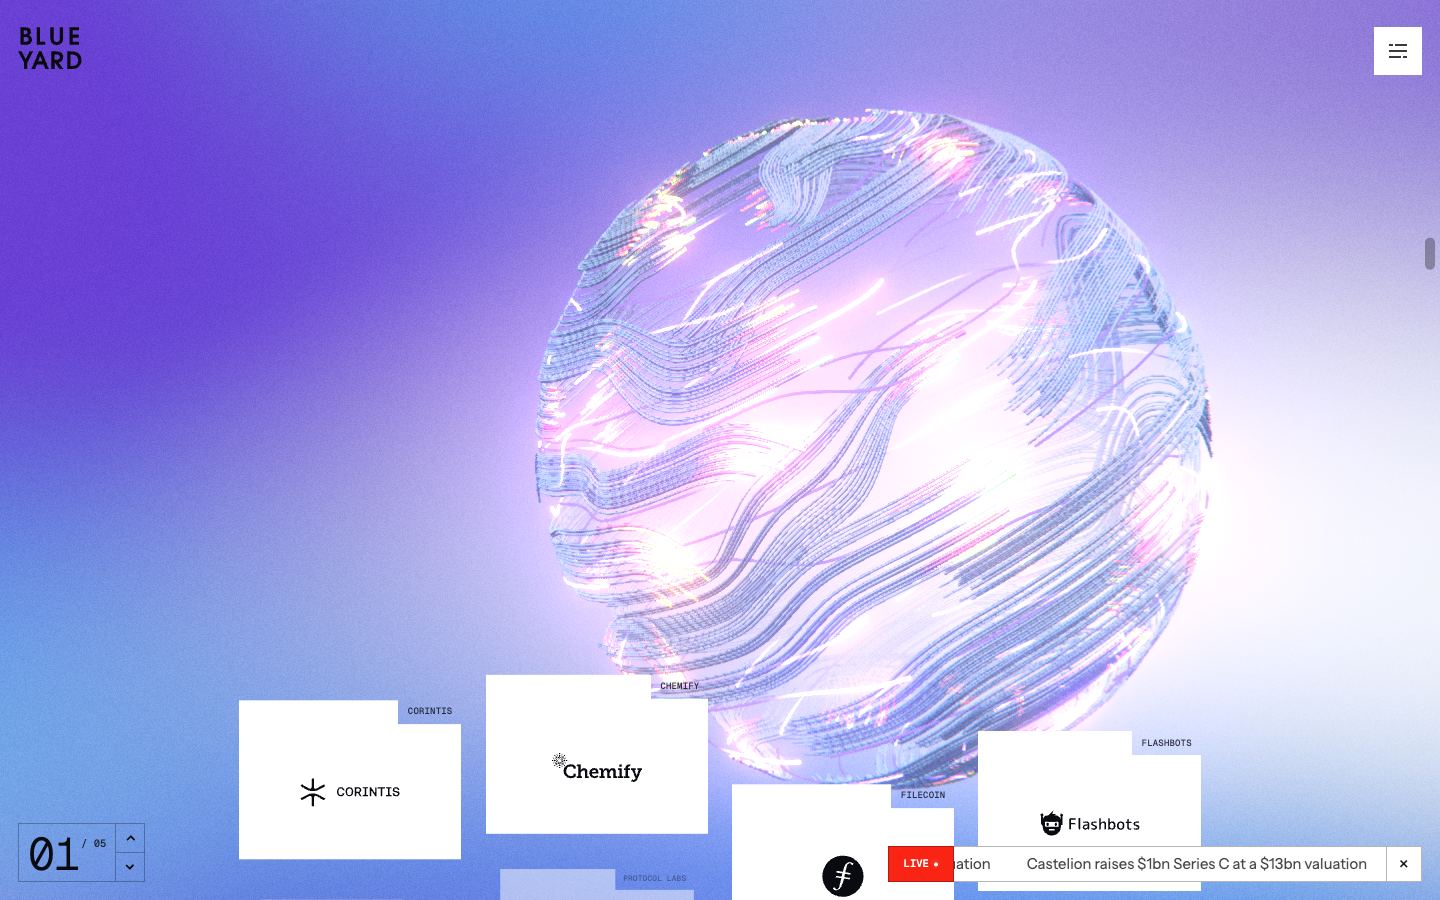 BLUE
YARD
CHEMIFY
CORINTIS
Chemify
CORINTIS
FLASHBOTS
FILECOIN
Flashbots
01 / 05
PROTOCOL LABS
LIVE
uation Castelion raises $1bn Series C at a $13bn valuation